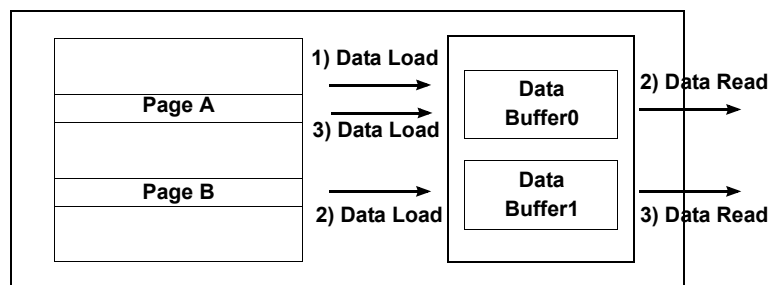 1) Data Load
Page A
3) Data Load
Data
Buffer0
2) Data Read
Page B
2) Data Load
Data
Buffer1
3) Data Read